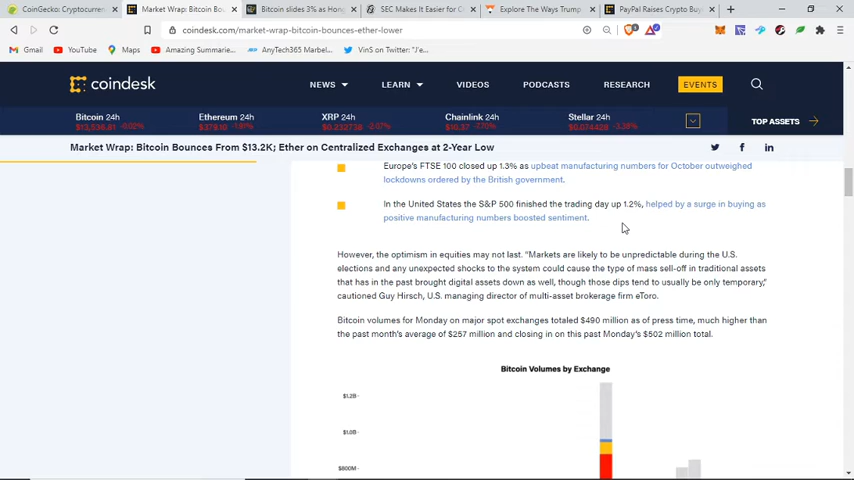 CoinGecko: Cryptocurren
Market Wrap: Bitcoin Bou
Bitcoin slides 3% as Hong
SEC Makes It Easier for C
Explore The Ways Trump
PayPal Raises Crypto Buy
coindesk.com/market-wrap-bitcoin-bounces-ether-lower
Gmail
YouTube
Maps
Amazing Summarie...
AnyTech365 Marbel...
VinS on Twitter: "J'e...
coindesk
NEWS
LEARN
VIDEOS
PODCASTS
RESEARCH
EVENTS
Bitcoin 24h
Ethereum 24h
XRP 24h
Chainlink 24h
Stellar 24h
$13,536.81 -0.02%
$379.10 -1.91%
$0.232738 -2.07%
$10.37 -7.70%
$0.074428 -3.38%
TOP ASSETS
Market Wrap: Bitcoin Bounces From $13.2K; Ether on Centralized Exchanges at 2-Year Low
Europe's FTSE 100 closed up 1.3% as upbeat manufacturing numbers for October outweighed
lockdowns ordered by the British government.
In the United States the S&P 500 finished the trading day up 1.2%, helped by a surge in buying as
positive manufacturing numbers boosted sentiment.
However, the optimism in equities may not last. "Markets are likely to be unpredictable during the U.S.
elections and any unexpected shocks to the system could cause the type of mass sell-off in traditional assets
that has in the past brought digital assets down as well, though those dips tend to usually be only temporary,"
cautioned Guy Hirsch, U.S. managing director of multi-asset brokerage firm eToro.
Bitcoin volumes for Monday on major spot exchanges totaled $490 million as of press time, much higher than
the past month's average of $257 million and closing in on this past Monday's $502 million total.
Bitcoin Volumes by Exchange
$1.2B
$1.0B
$800M